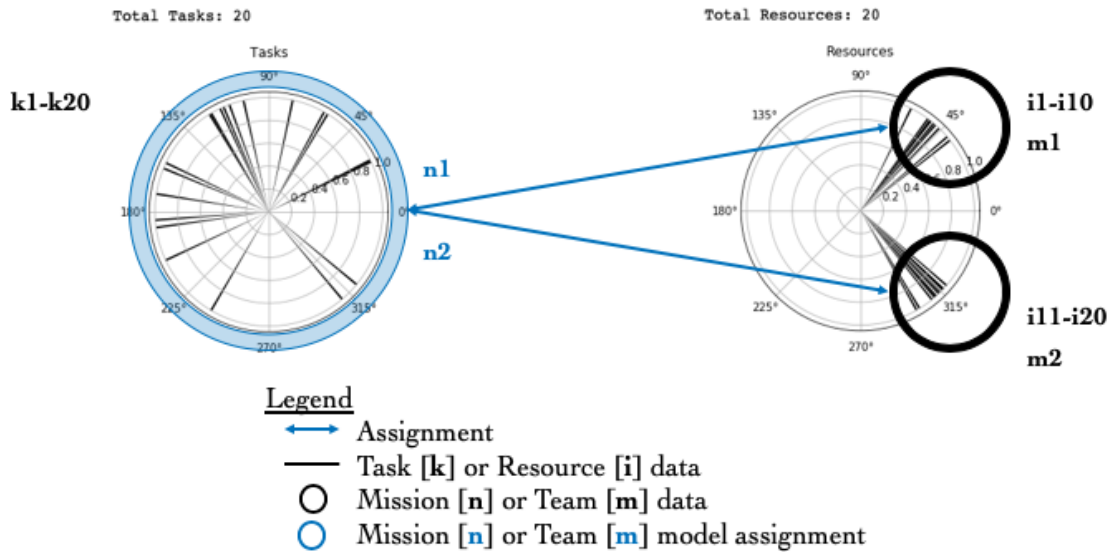 Total Tasks: 20
Tasks
90°
135°
45°
180°
0°
225°
315°
270°
0.2
0.4
0.6
0.8
1.0
k1-k20
n1
n2
Total Resources: 20
Resources
90°
135°
45°
180°
0°
225°
315°
270°
0.2
0.4
0.8
1.0
i1-i10
m1
i11-i20
m2
Legend
Assignment
Task [k] or Resource [i] data
Mission [n] or Team [m] data
Mission [n] or Team [m] model assignment